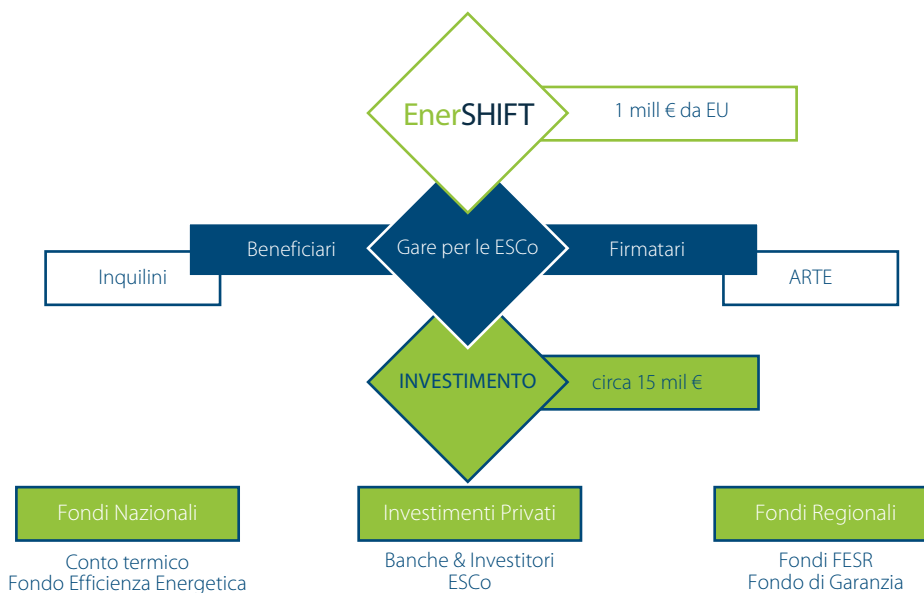 EnerSHIFT
1 mill € da EU
Beneficiari
Gare per le ESCo
Firmatari
Inquilini
ARTE
INVESTIMENTO
circa 15 mil €
Fondi Nazionali
Investimenti Privati
Fondi Regionali
Conto termico
Fondo Efficienza Energetica
Banche & Investitori
ESCo
Fondi FESR
Fondo di Garanzia